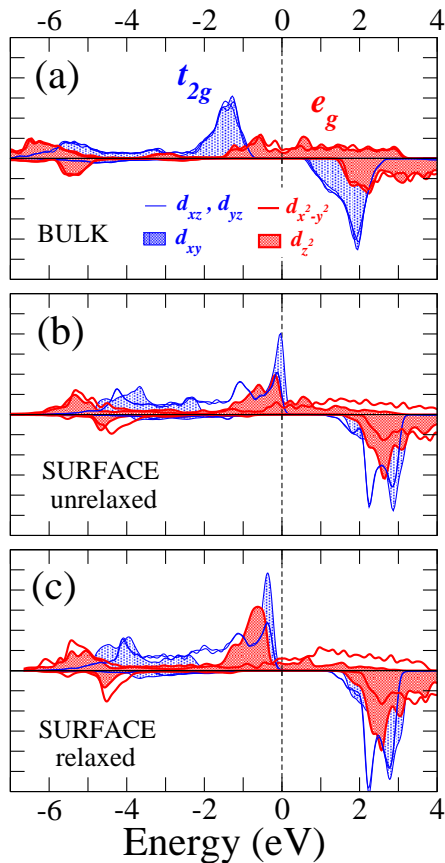 -6 -4 -2 0 2 4
(a)
t2g
eg
dxz , dyz
dx²-y²
dxy
dz²
BULK
(b)
SURFACE
unrelaxed
(c)
SURFACE
relaxed
-6 -4 -2 0 2 4
Energy (eV)